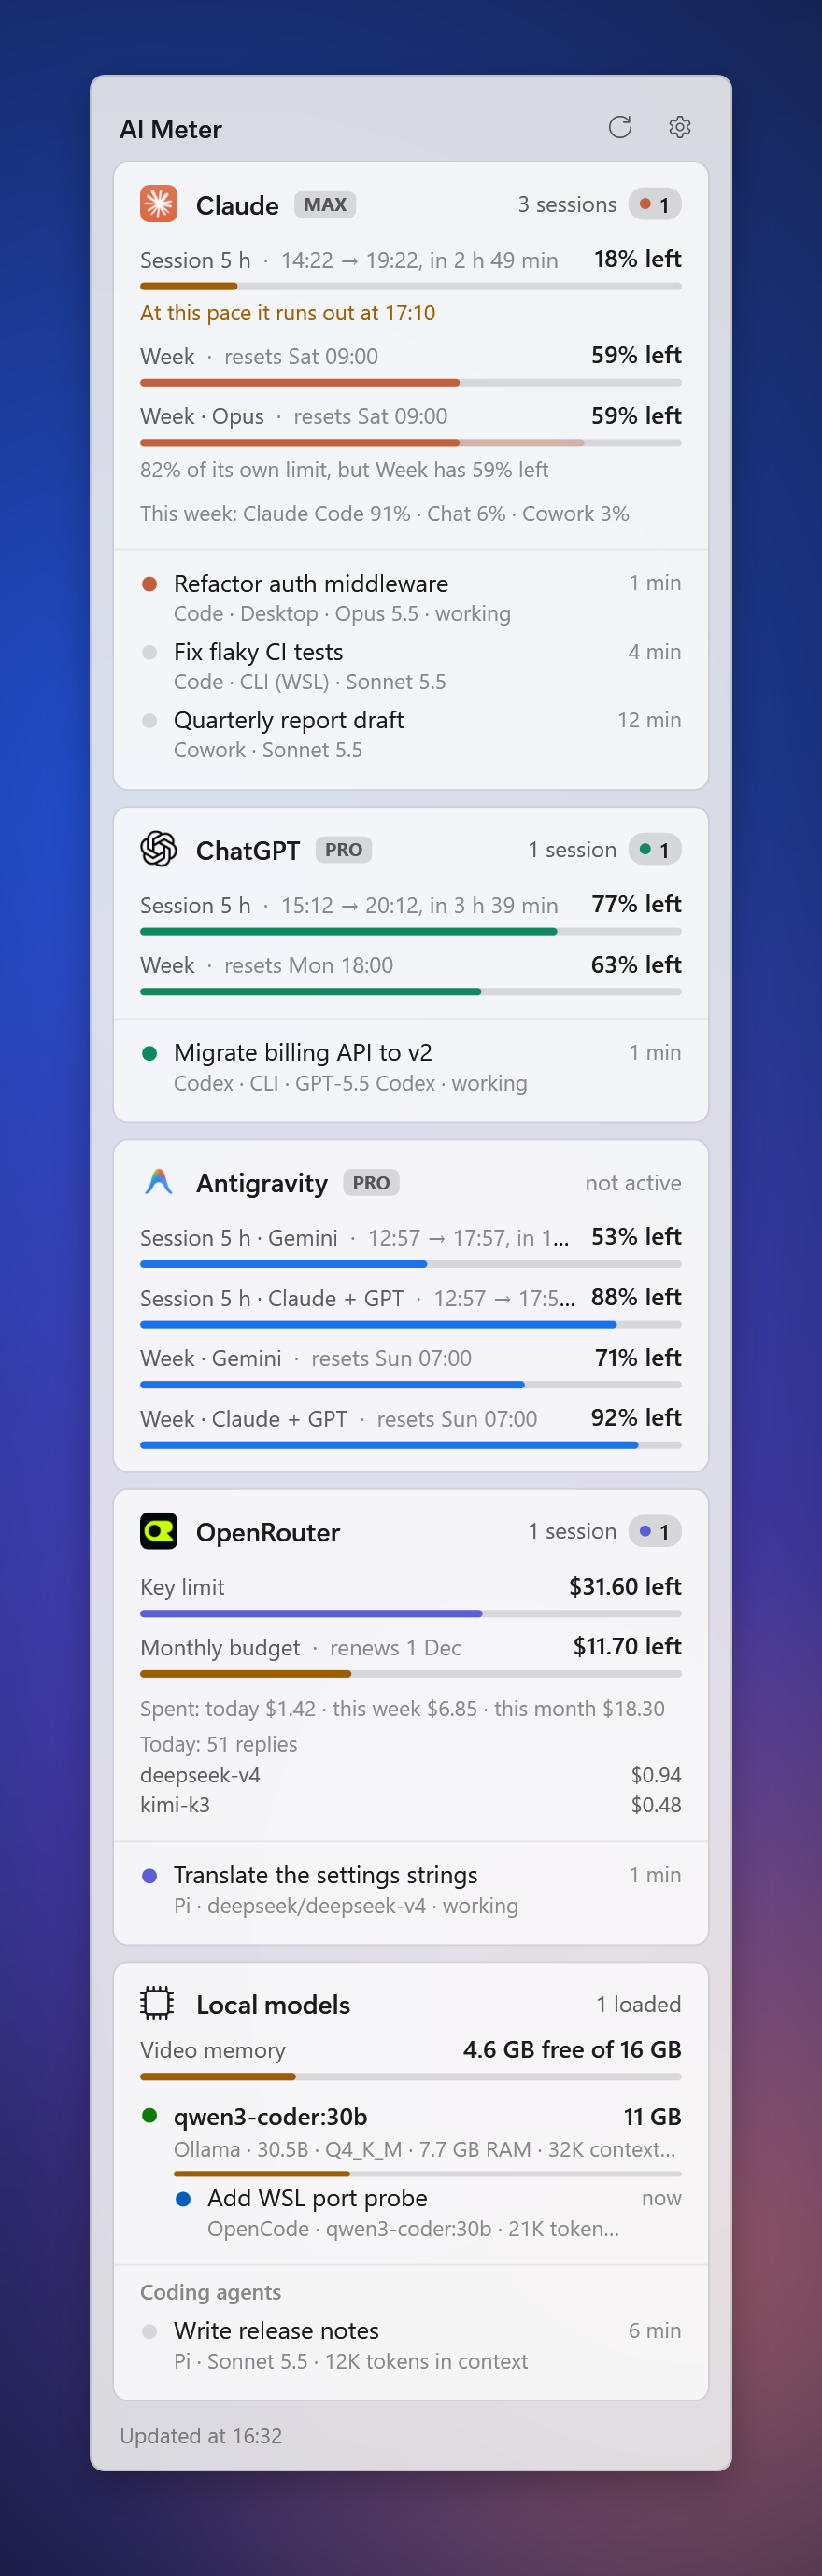 AI Meter
Claude MAX 3 sessions 1
Session 5 h · 14:22 → 19:22, in 2 h 49 min 18% left
At this pace it runs out at 17:10
Week · resets Sat 09:00 59% left
Week · Opus · resets Sat 09:00 59% left
82% of its own limit, but Week has 59% left
This week: Claude Code 91% · Chat 6% · Cowork 3%
Refactor auth middleware 1 min
Code · Desktop · Opus 5.5 · working
Fix flaky CI tests 4 min
Code · CLI (WSL) · Sonnet 5.5
Quarterly report draft 12 min
Cowork · Sonnet 5.5
ChatGPT PRO 1 session 1
Session 5 h · 15:12 → 20:12, in 3 h 39 min 77% left
Week · resets Mon 18:00 63% left
Migrate billing API to v2 1 min
Codex · CLI · GPT-5.5 Codex · working
Antigravity PRO not active
Session 5 h · Gemini · 12:57 → 17:57, in 1... 53% left
Session 5 h · Claude + GPT · 12:57 → 17:5... 88% left
Week · Gemini · resets Sun 07:00 71% left
Week · Claude + GPT · resets Sun 07:00 92% left
OpenRouter 1 session 1
Key limit $31.60 left
Monthly budget · renews 1 Dec $11.70 left
Spent: today $1.42 · this week $6.85 · this month $18.30
Today: 51 replies
deepseek-v4 $0.94
kimi-k3 $0.48
Translate the settings strings 1 min
Pi · deepseek/deepseek-v4 · working
Local models 1 loaded
Video memory 4.6 GB free of 16 GB
qwen3-coder:30b 11 GB
Ollama · 30.5B · Q4_K_M · 7.7 GB RAM · 32K context...
Add WSL port probe now
OpenCode · qwen3-coder:30b · 21K token...
Coding agents
Write release notes 6 min
Pi · Sonnet 5.5 · 12K tokens in context
Updated at 16:32